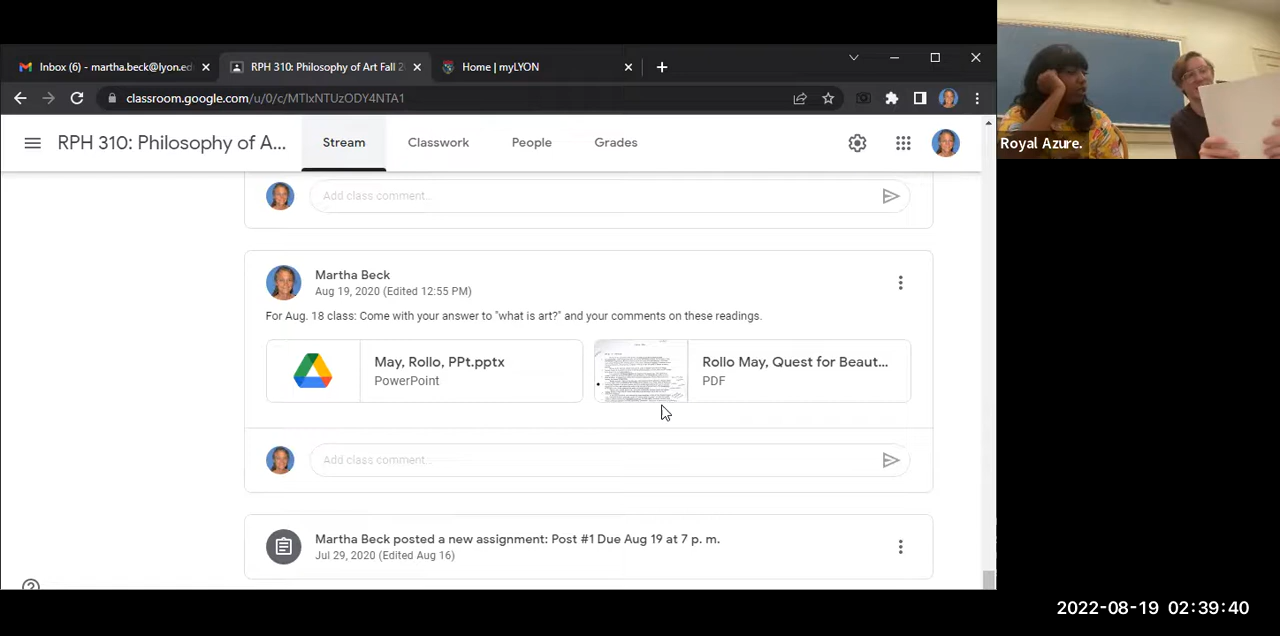 Inbox (6) - martha.beck@lyon.ed
RPH 310: Philosophy of Art Fall 2
Home | myLYON
classroom.google.com/u/0/c/MTIxNTUzODY4NTA1
RPH 310: Philosophy of A...
Stream
Classwork
People
Grades
Royal Azure.
Add class comment...
Martha Beck
Aug 19, 2020 (Edited 12:55 PM)
For Aug. 18 class: Come with your answer to "what is art?" and your comments on these readings.
May, Rollo, PPt.pptx
PowerPoint
Rollo May, Quest for Beaut...
PDF
Add class comment...
Martha Beck posted a new assignment: Post #1 Due Aug 19 at 7 p. m.
Jul 29, 2020 (Edited Aug 16)
2022-08-19 02:39:40